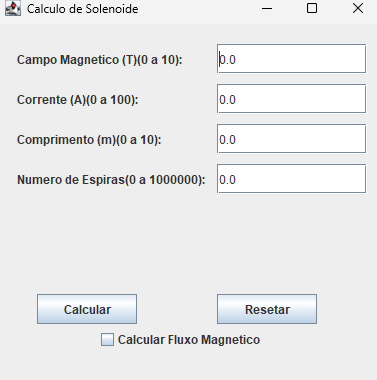 Calculo de Solenoide
Campo Magnetico (T)(0 a 10): 0.0
Corrente (A)(0 a 100): 0.0
Comprimento (m)(0 a 10): 0.0
Numero de Espiras(0 a 1000000): 0.0
Calcular Resetar
Calcular Fluxo Magnetico